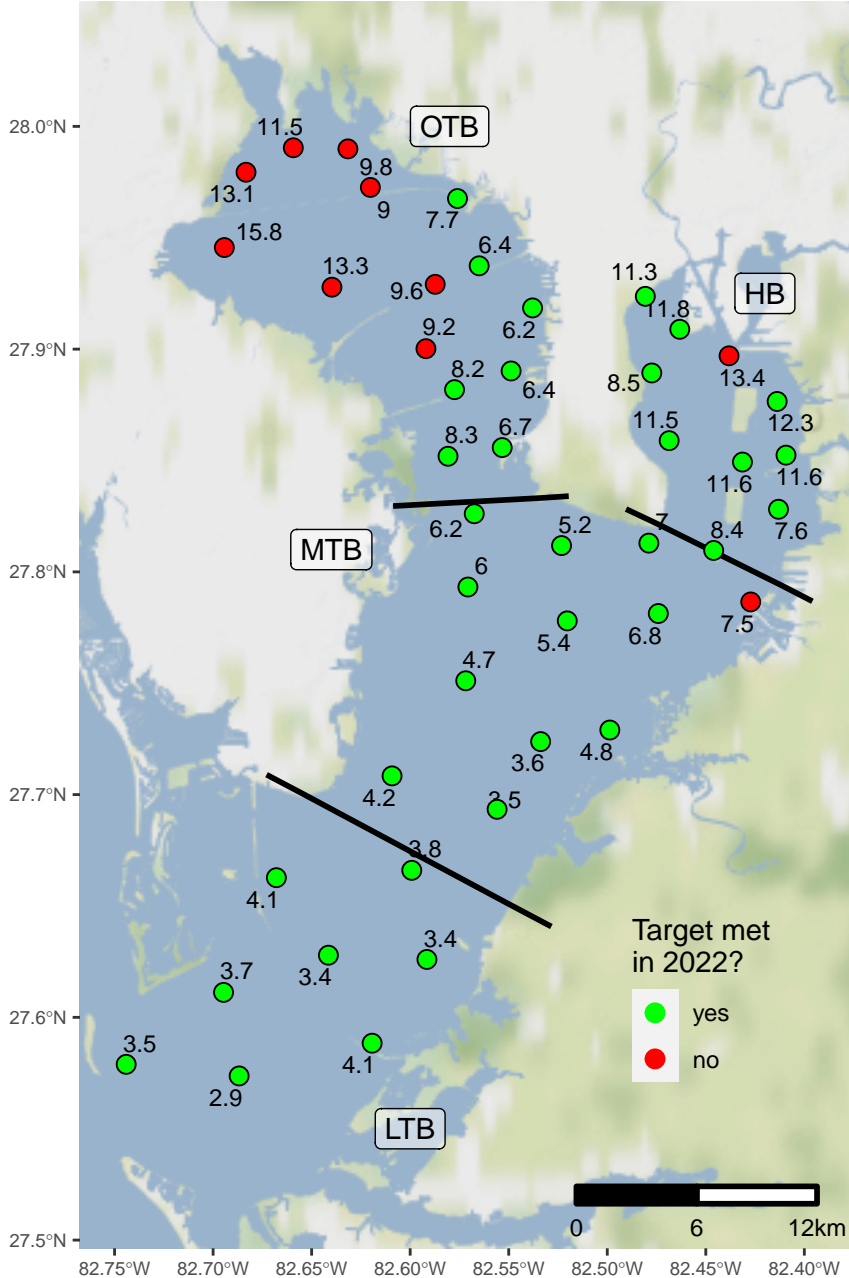 28.0°N
27.9°N
27.8°N
27.7°N
27.6°N
27.5°N
OTB
11.5
9.8
13.1
9
7.7
15.8
6.4
13.3
9.6
6.2
9.2
8.2
6.4
8.3
6.7
HB
11.3
11.8
13.4
8.5
12.3
11.5
11.6
11.6
7.6
8.4
MTB
6.2
5.2
7
6
7.5
5.4
6.8
4.7
3.6
4.8
4.2
3.5
3.8
4.1
3.4
3.4
3.7
3.5
4.1
2.9
LTB
Target met
in 2022?
yes
no
0 6 12km
82.75°W 82.70°W 82.65°W 82.60°W 82.55°W 82.50°W 82.45°W 82.40°W